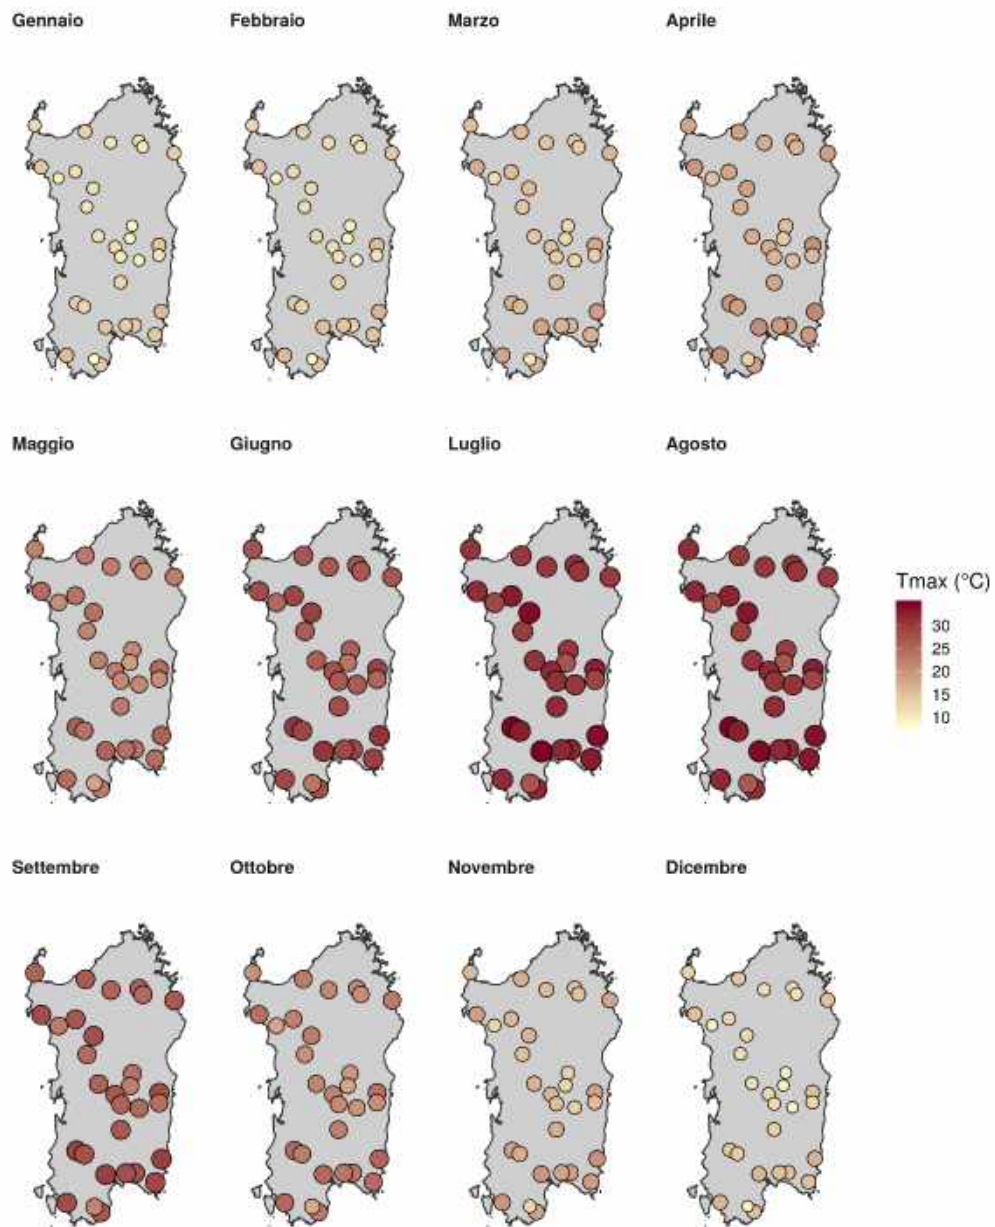 Gennaio Febbraio Marzo Aprile
Maggio Giugno Luglio Agosto
Tmax (°C)
30
25
20
15
10
Settembre Ottobre Novembre Dicembre